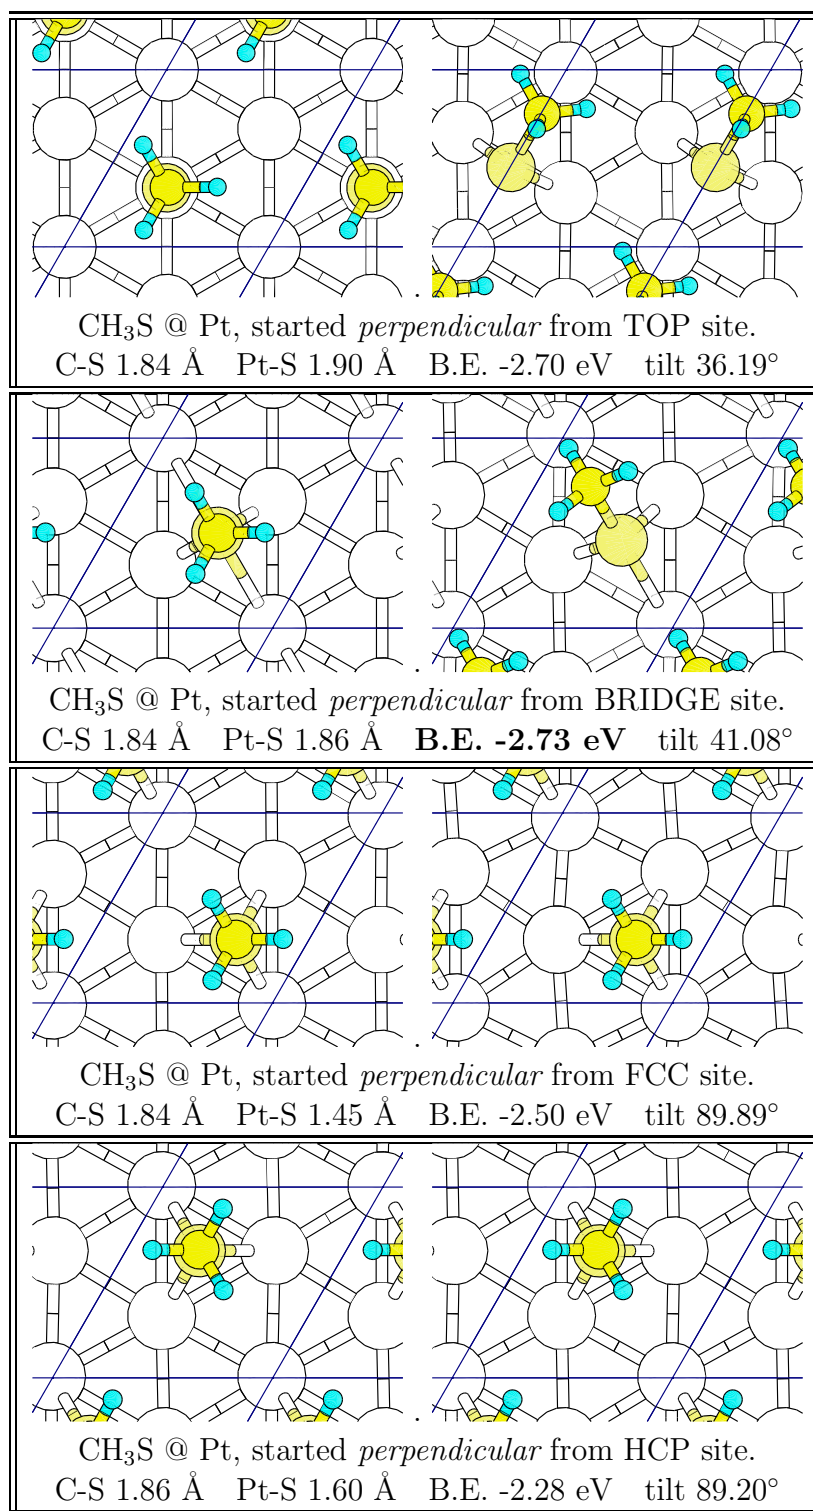 CH₃S @ Pt, started perpendicular from TOP site.
C-S 1.84 Å Pt-S 1.90 Å B.E. -2.70 eV tilt 36.19°
CH₃S @ Pt, started perpendicular from BRIDGE site.
C-S 1.84 Å Pt-S 1.86 Å B.E. -2.73 eV tilt 41.08°
CH₃S @ Pt, started perpendicular from FCC site.
C-S 1.84 Å Pt-S 1.45 Å B.E. -2.50 eV tilt 89.89°
CH₃S @ Pt, started perpendicular from HCP site.
C-S 1.86 Å Pt-S 1.60 Å B.E. -2.28 eV tilt 89.20°